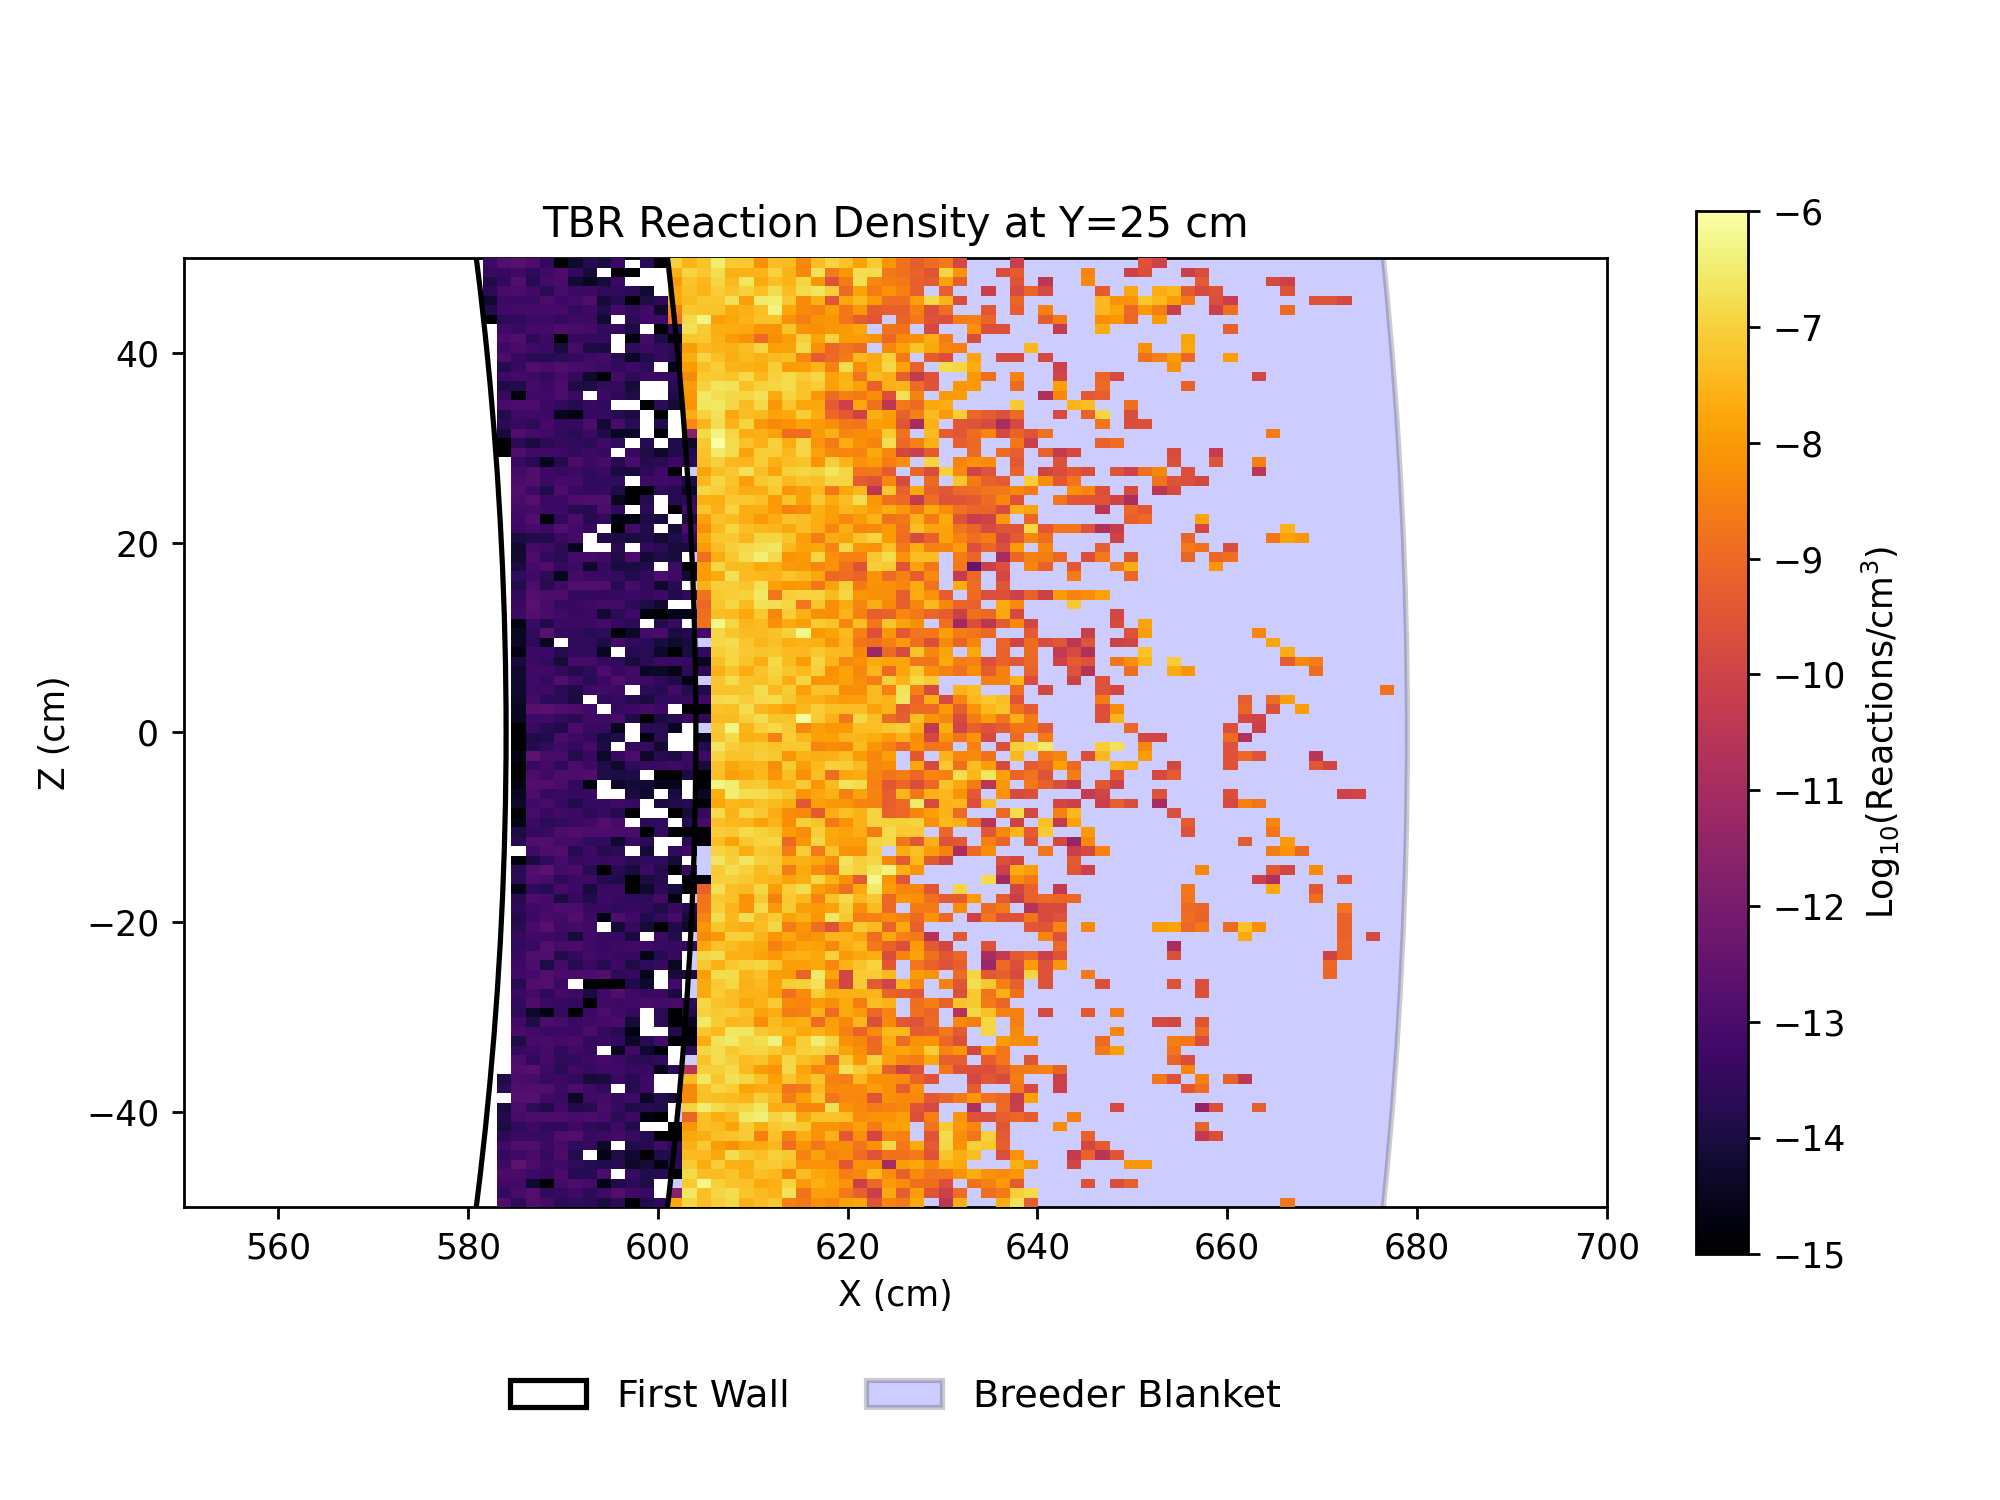 TBR Reaction Density at Y=25 cm
40
20
0
−20
−40
Z (cm)
560 580 600 620 640 660 680 700
X (cm)
−6
−7
−8
−9
−10
−11
−12
−13
−14
−15
Log₁₀(Reactions/cm³)
First Wall Breeder Blanket